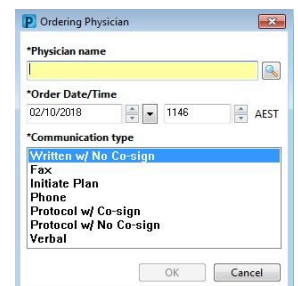 P Ordering Physician
*Physician name
*Order Date/Time
02/10/2018 1146 AEST
*Communication type
Written w/ No Co-sign
Fax
Initiate Plan
Phone
Protocol w/ Co-sign
Protocol w/ No Co-sign
Verbal
OK Cancel